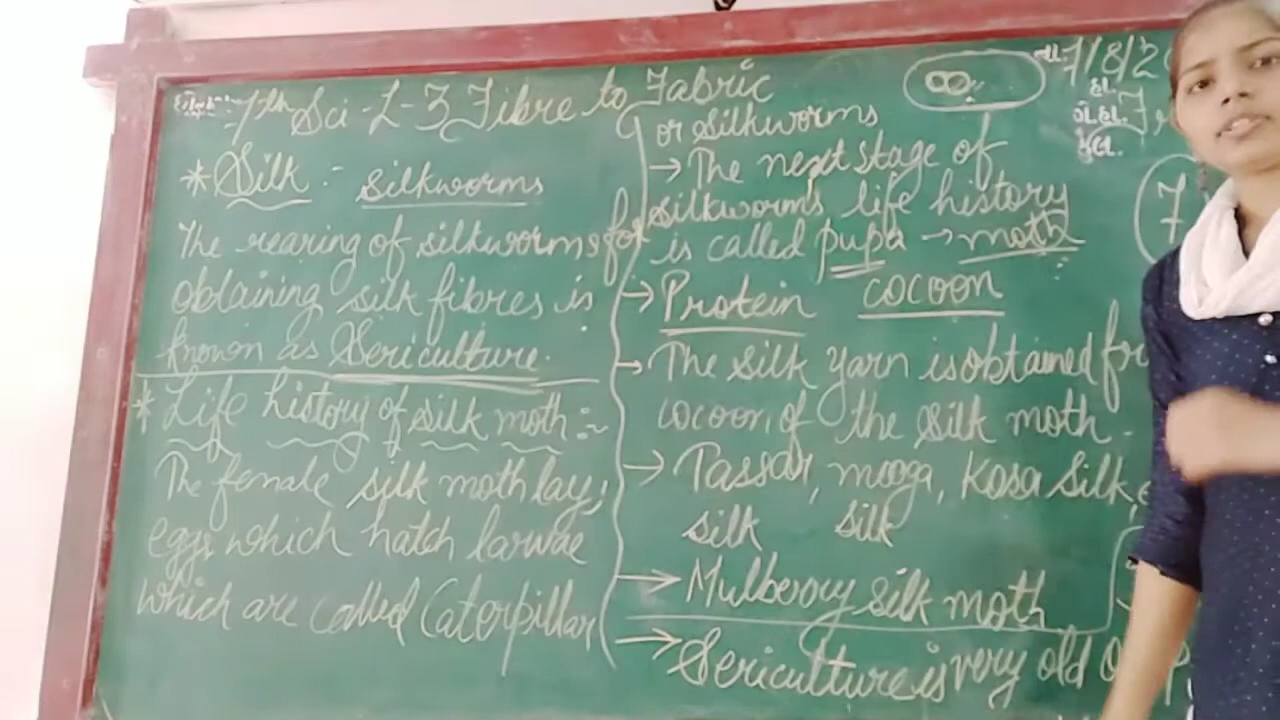 7th Sci - L-3 Fibre to Fabric
* Silk :- silkworms
The rearing of silkworms for
obtaining silk fibres is
known as Sericulture.
* Life history of silk moth :-
The female silk moth lay,
eggs which hatch larvae
which are called Caterpillar
or silkworms
→ The next stage of
silkworms life history
is called pupa → moth
→ Protein cocoon
→ The silk yarn is obtained
cocoon of the silk moth.
→ Tassar, mooga, Kosa Silk,
silk silk
→ Mulberry silk moth
→ Sericulture is very old
તા. 7/8/2
7